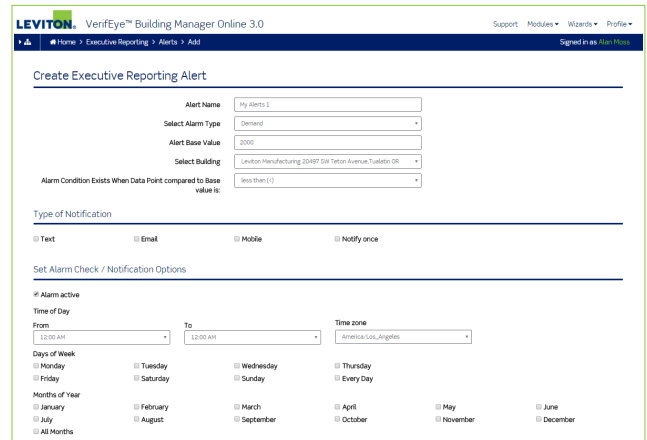 LEVITON. VerifEye™ Building Manager Online 3.0 Support Modules Wizards Profile
Home > Executive Reporting > Alerts > Add Signed in as Alan Moss
Create Executive Reporting Alert
Alert Name My Alerts 1
Select Alarm Type Demand
Alert Base Value 2000
Select Building Leviton Manufacturing 20497 SW Teton Avenue,Tualatin OR
Alarm Condition Exists When Data Point compared to Base less than (<)
value is:
Type of Notification
Text Email Mobile Notify once
Set Alarm Check / Notification Options
Alarm active
Time of Day
From To Time zone
12:00 AM 12:00 AM America/Los_Angeles
Days of Week
Monday Tuesday Wednesday Thursday
Friday Saturday Sunday Every Day
Months of Year
January February March April May June
July August September October November December
All Months